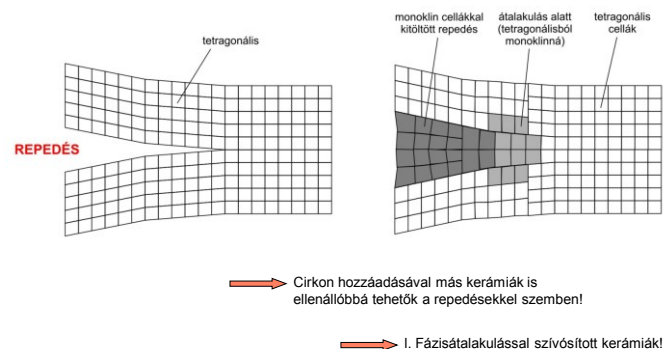 tetragonális
REPEDÉS
monoklin cellákkal
kitöltött repedés
átalakulás alatt
(tetragonálisból
monoklinná)
tetragonális
cellák
Cirkon hozzáadásával más kerámiák is
ellenállóbbá tehetők a repedésekkel szemben!
I. Fázisátalakulással szívósított kerámiák!